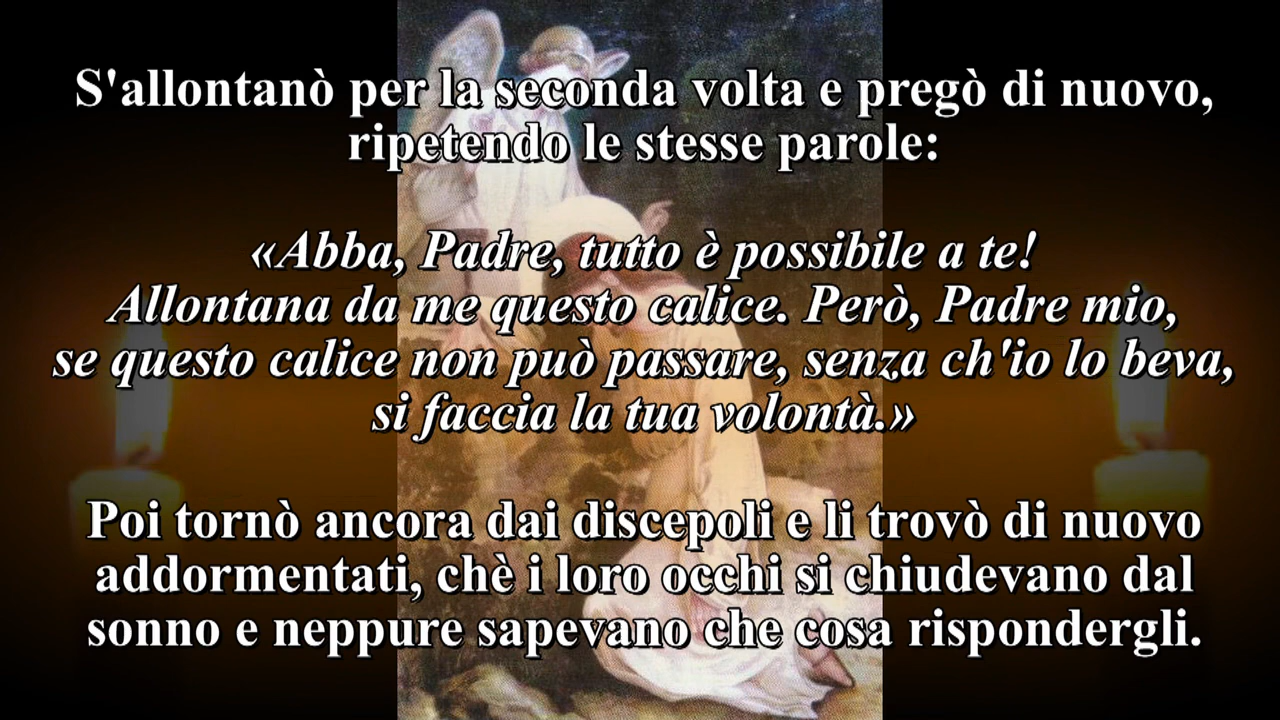 S'allontanò per la seconda volta e pregò di nuovo,
ripetendo le stesse parole:
«Abba, Padre, tutto è possibile a te!
Allontana da me questo calice. Però, Padre mio,
se questo calice non può passare, senza ch'io lo beva,
si faccia la tua volontà.»
Poi tornò ancora dai discepoli e li trovò di nuovo
addormentati, chè i loro occhi si chiudevano dal
sonno e neppure sapevano che cosa rispondergli.